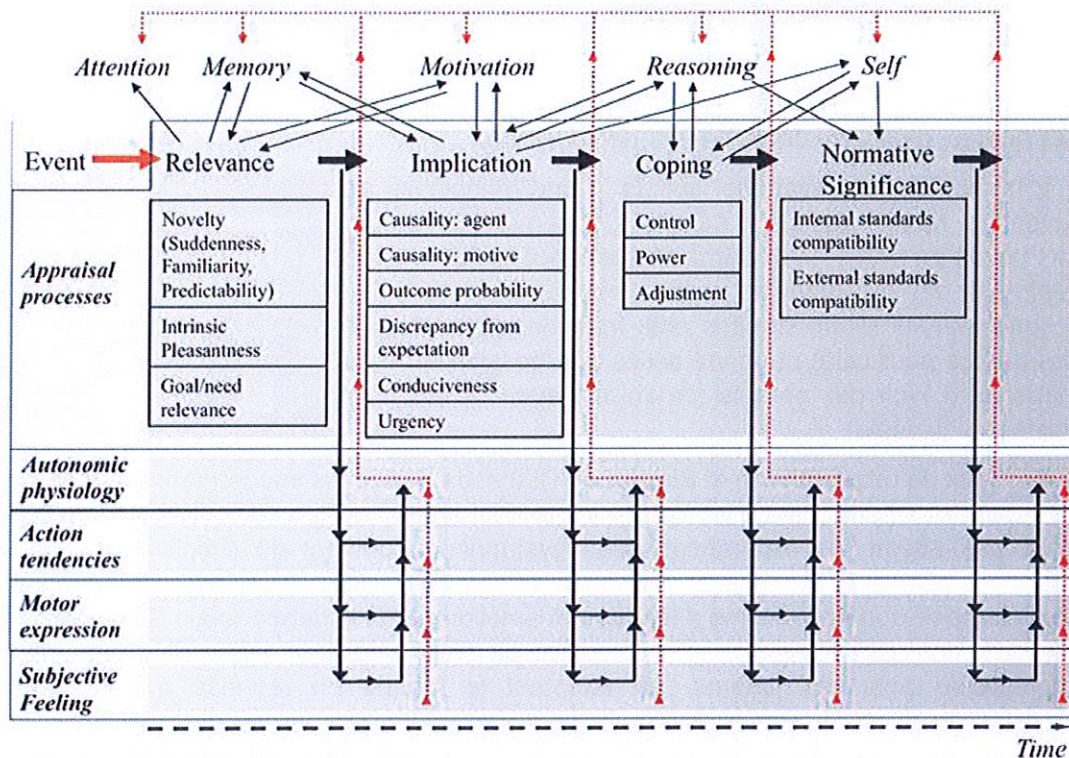 Attention Memory Motivation Reasoning Self
Event Relevance Implication Coping Normative
Significance
Appraisal
processes
Novelty
(Suddenness,
Familiarity,
Predictability)
Intrinsic
Pleasantness
Goal/need
relevance
Causality: agent
Causality: motive
Outcome probability
Discrepancy from
expectation
Conduciveness
Urgency
Control
Power
Adjustment
Internal standards
compatibility
External standards
compatibility
Autonomic
physiology
Action
tendencies
Motor
expression
Subjective
Feeling
Time